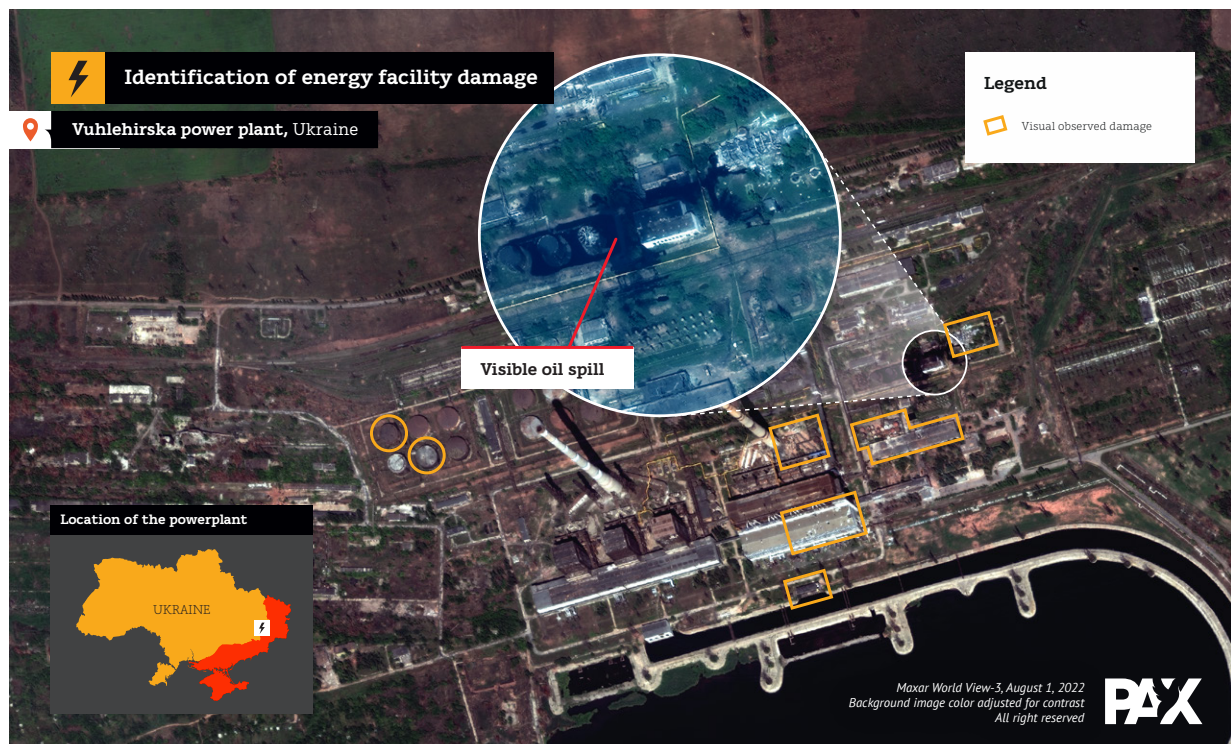 Identification of energy facility damage
Vuhlehirska power plant, Ukraine
Legend
Visual observed damage
Visible oil spill
Location of the powerplant
UKRAINE
Maxar World View-3, August 1, 2022
Background image color adjusted for contrast
All right reserved
PAX